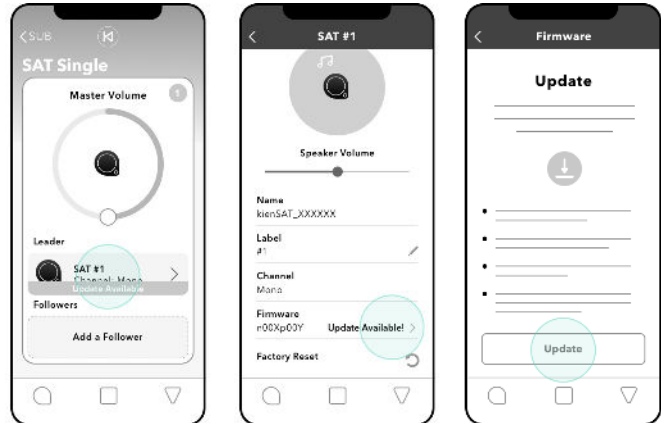 <SUB
SAT Single
Master Volume
1
Leader
SAT #1
Channel: Mono
Update Available
Followers
Add a Follower
SAT #1
Speaker Volume
Name
kienSAT_XXXXXX
Label
#1
Channel
Mono
Firmware
r00Xp00Y Update Available!
Factory Reset
Firmware
Update
Update